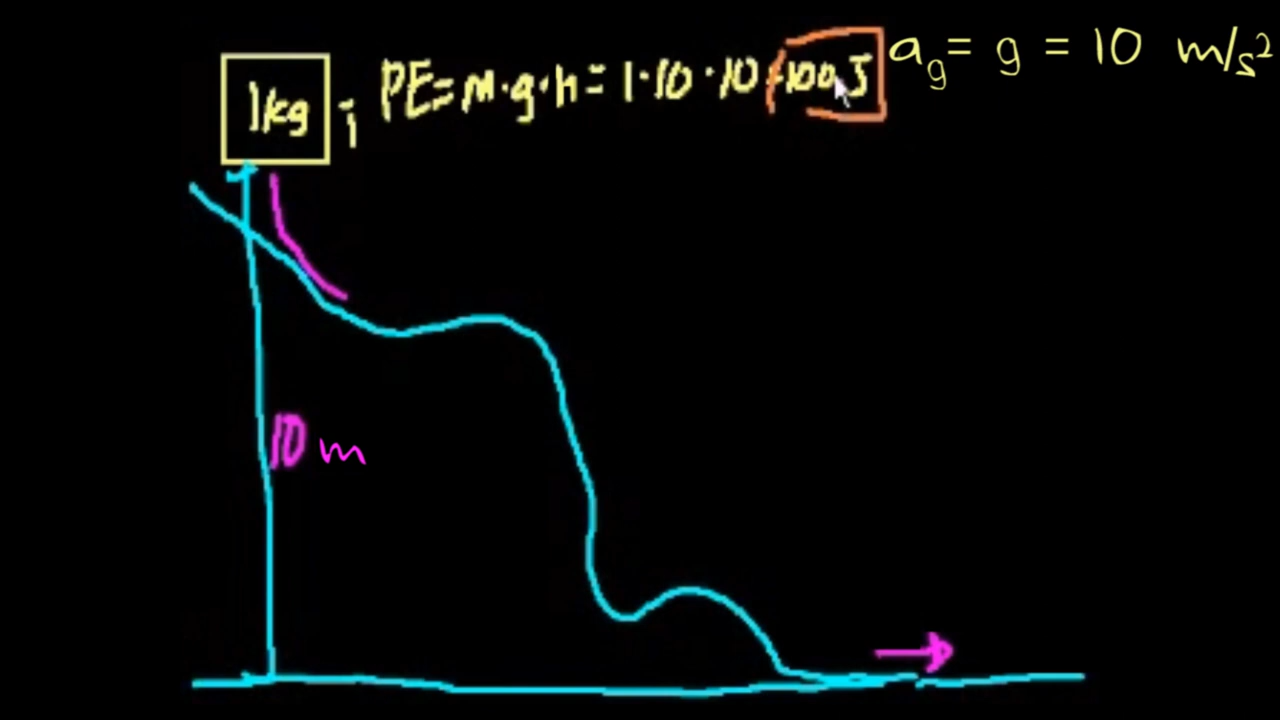 1kg ; PE = m·g·h = 1·10·10 = 100 J
a_g = g = 10 m/s²
10 m